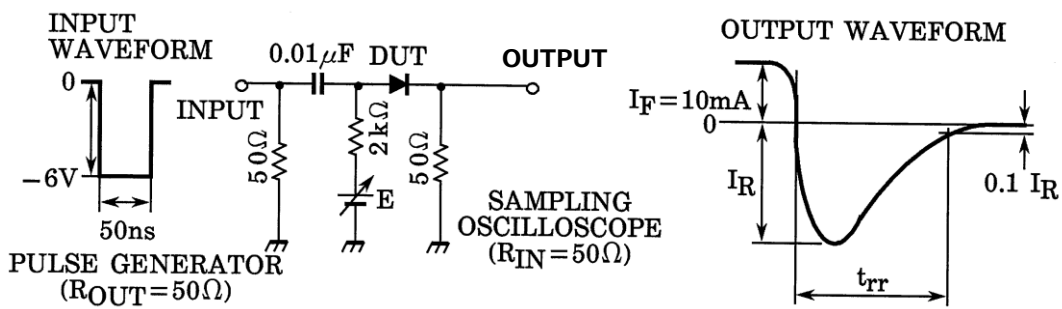 INPUT
WAVEFORM
0
−6V
50ns
PULSE GENERATOR
(ROUT=50Ω)
0.01μF
DUT
OUTPUT
INPUT
50Ω
2kΩ
E
50Ω
SAMPLING
OSCILLOSCOPE
(RIN=50Ω)
OUTPUT WAVEFORM
IF=10mA
0
IR
0.1 IR
trr